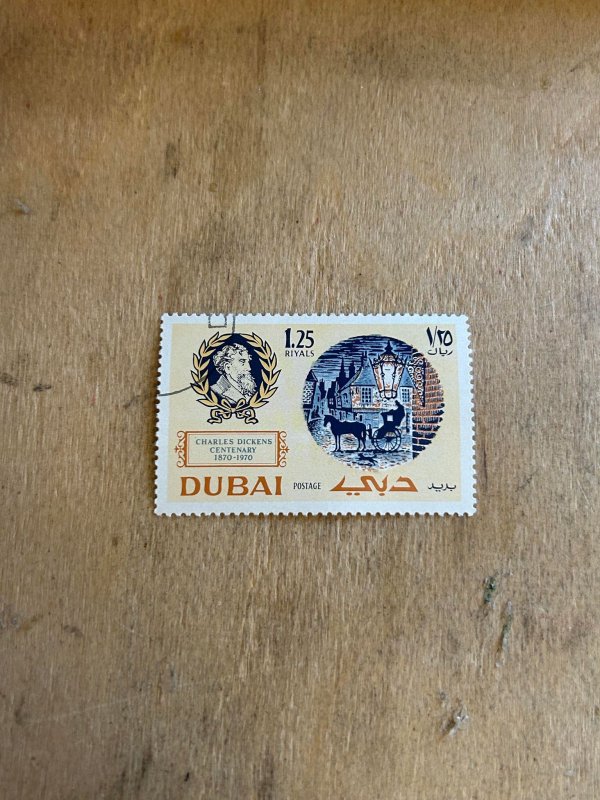 1.25
RIYALS
١/٢٥
ريال
CHARLES DICKENS
CENTENARY
1870-1970
DUBAI POSTAGE دبي بريد